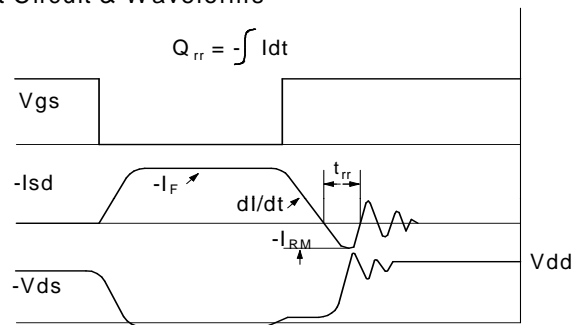 t Circuit & Waveforms
Q rr = - ∫ Idt
Vgs
-Isd
-I F
dI/dt
t rr
-I RM
Vdd
-Vds